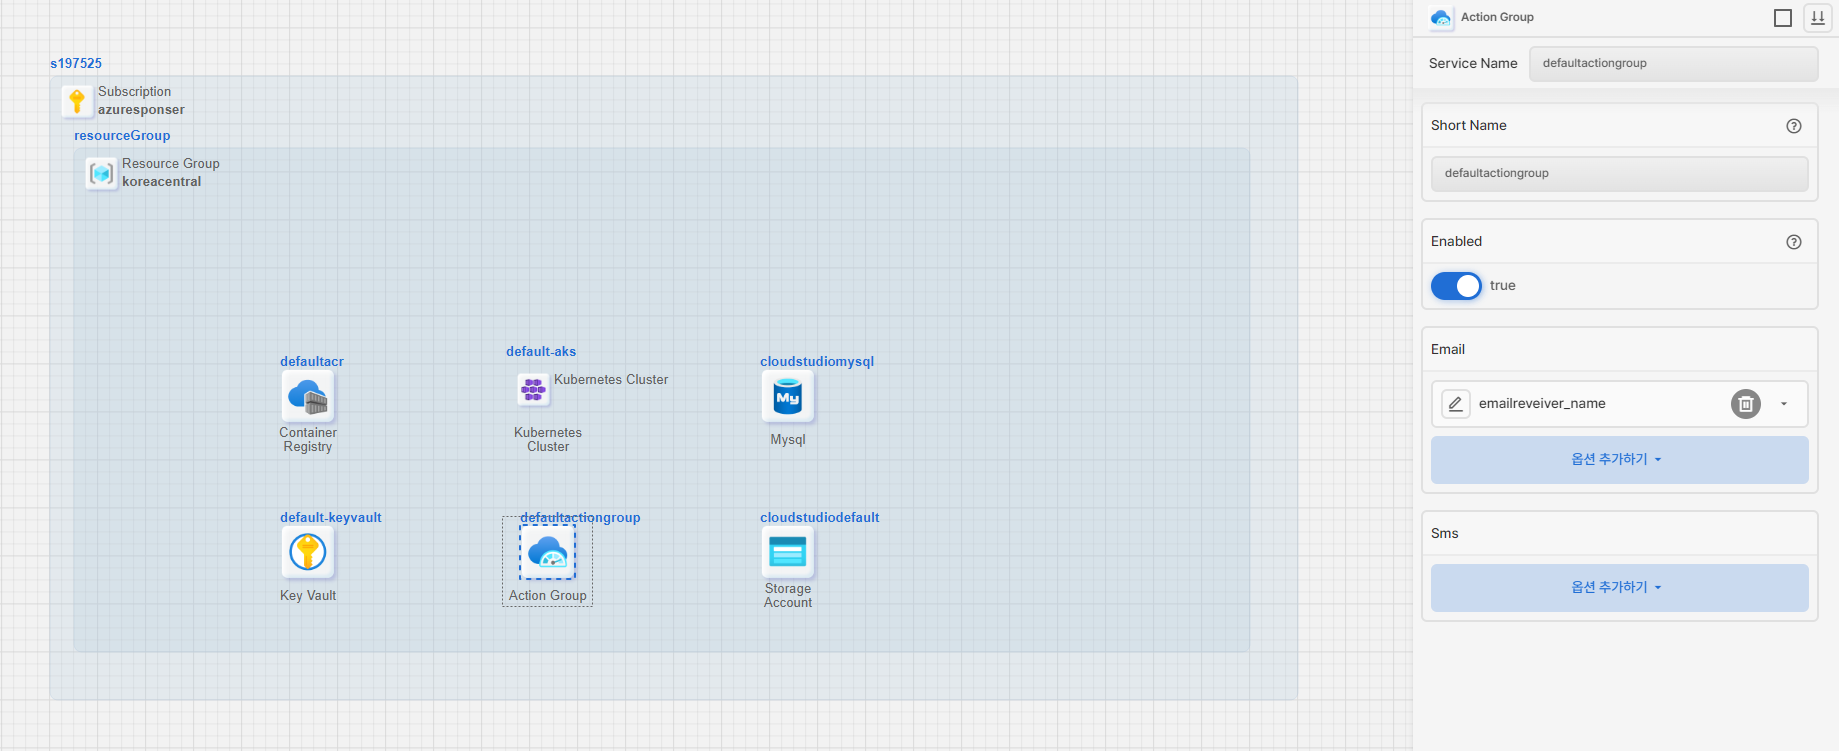 s197525
Subscription
azuresponser
resourceGroup
Resource Group
koreacentral
defaultacr
Container
Registry
default-aks
Kubernetes Cluster
Kubernetes
Cluster
cloudstudiomysql
My
Mysql
default-keyvault
Key Vault
defaultactiongroup
Action Group
cloudstudiodefault
Storage
Account
Action Group
Service Name
defaultactiongroup
Short Name
?
defaultactiongroup
Enabled
?
true
Email
emailreveiver_name
옵션 추가하기
Sms
옵션 추가하기